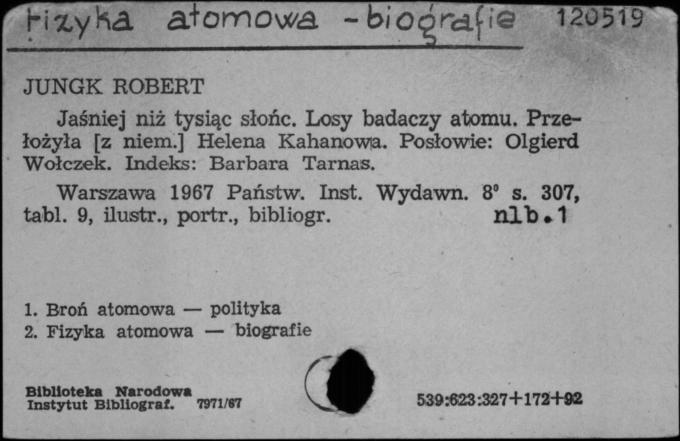 Fizyka atomowa - biografie 120519
JUNGK ROBERT
Jaśniej niż tysiąc słońc. Losy badaczy atomu. Prze-
łożyła [z niem.] Helena Kahanowa. Posłowie: Olgierd
Wołczek. Indeks: Barbara Tarnas.
Warszawa 1967 Państw. Inst. Wydawn. 8° s. 307,
tabl. 9, ilustr., portr., bibliogr. nlb.1
1. Broń atomowa — polityka
2. Fizyka atomowa — biografie
Biblioteka Narodowa
Instytut Bibliograf. 7971/67 539:623:327+172+92